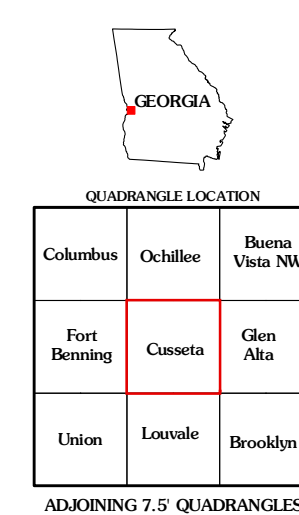 GEORGIA
QUADRANGLE LOCATION
Columbus
Ochillee
Buena
Vista NW
Fort
Benning
Cusseta
Glen
Alta
Union
Louvale
Brooklyn
ADJOINING 7.5' QUADRANGLES